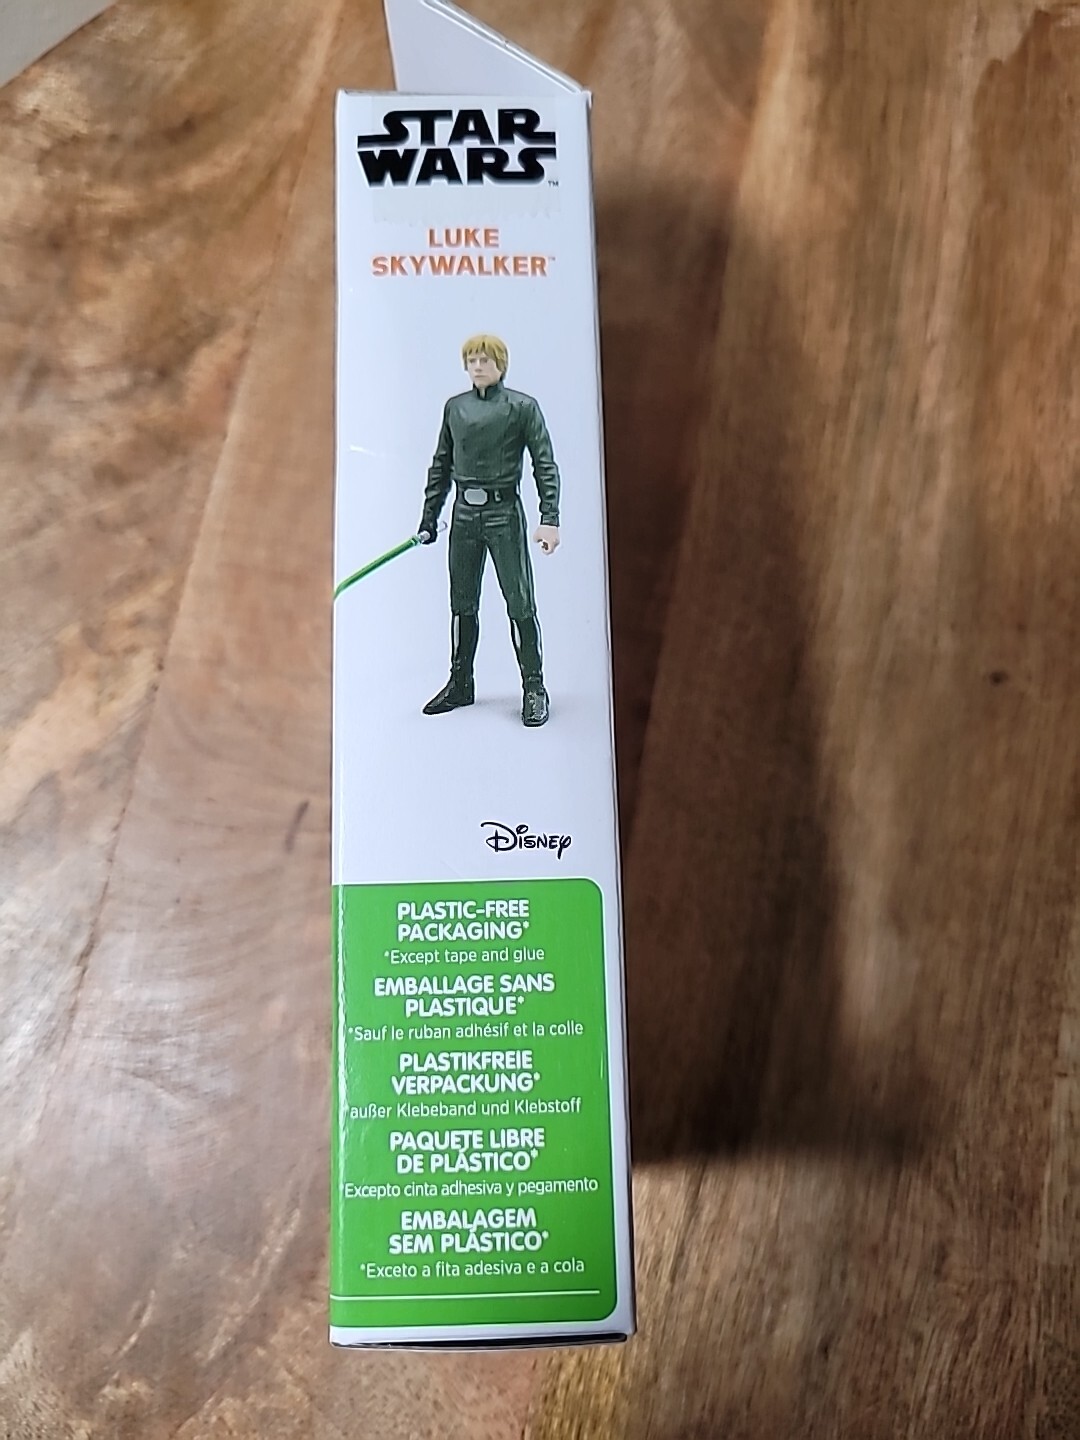 STAR
WARS™
LUKE
SKYWALKER™
Disney
PLASTIC-FREE
PACKAGING*
*Except tape and glue
EMBALLAGE SANS
PLASTIQUE*
*Sauf le ruban adhésif et la colle
PLASTIKFREIE
VERPACKUNG*
*außer Klebeband und Klebstoff
PAQUETE LIBRE
DE PLÁSTICO*
*Excepto cinta adhesiva y pegamento
EMBALAGEM
SEM PLÁSTICO*
*Exceto a fita adesiva e a cola